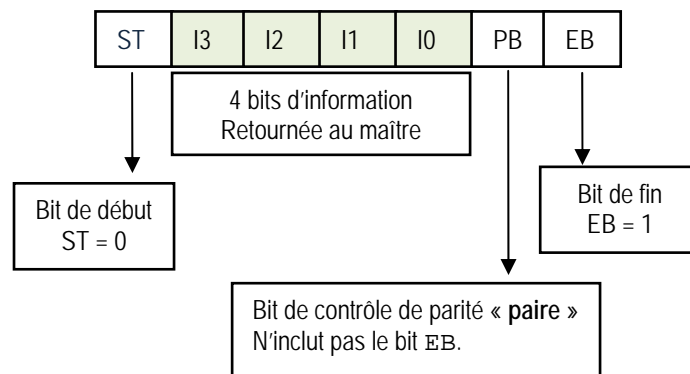 ST I3 I2 I1 I0 PB EB
4 bits d'information
Retournée au maître
Bit de début
ST = 0
Bit de fin
EB = 1
Bit de contrôle de parité « paire »
N'inclut pas le bit EB.